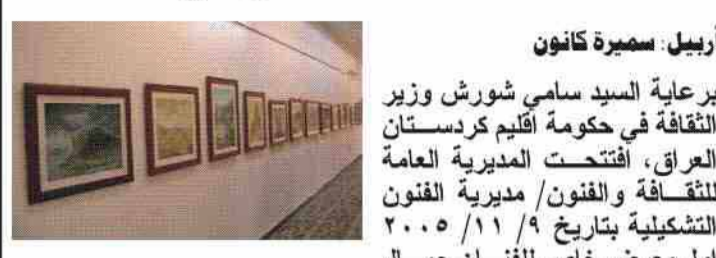 أربيل: سميرة كانون
برعاية السيد سامي شورش وزير
الثقافة في حكومة اقليم كردستان
العراق، افتتحت المديرية العامة
للثقافة والفنون/ مديرية الفنون
التشكيلية بتاريخ ٩/ ١١/ ٢٠٠٥